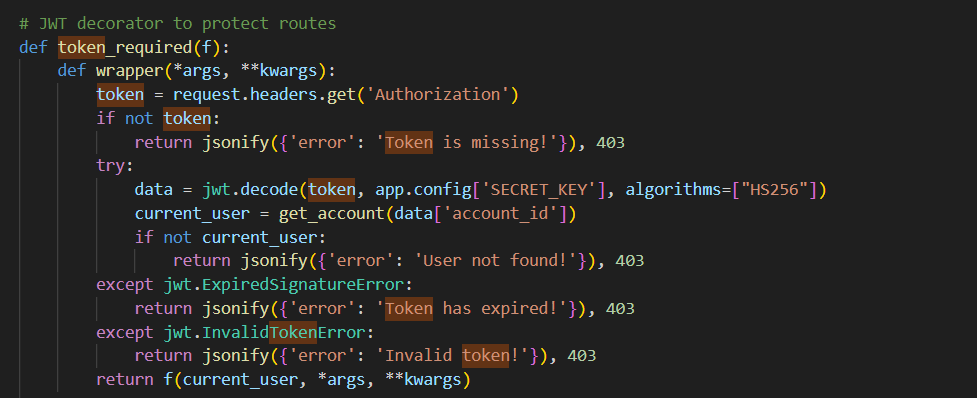 # JWT decorator to protect routes
def token_required(f):
    def wrapper(*args, **kwargs):
        token = request.headers.get('Authorization')
        if not token:
            return jsonify({'error': 'Token is missing!'}), 403
        try:
            data = jwt.decode(token, app.config['SECRET_KEY'], algorithms=["HS256"])
            current_user = get_account(data['account_id'])
            if not current_user:
                return jsonify({'error': 'User not found!'}), 403
        except jwt.ExpiredSignatureError:
            return jsonify({'error': 'Token has expired!'}), 403
        except jwt.InvalidTokenError:
            return jsonify({'error': 'Invalid token!'}), 403
        return f(current_user, *args, **kwargs)